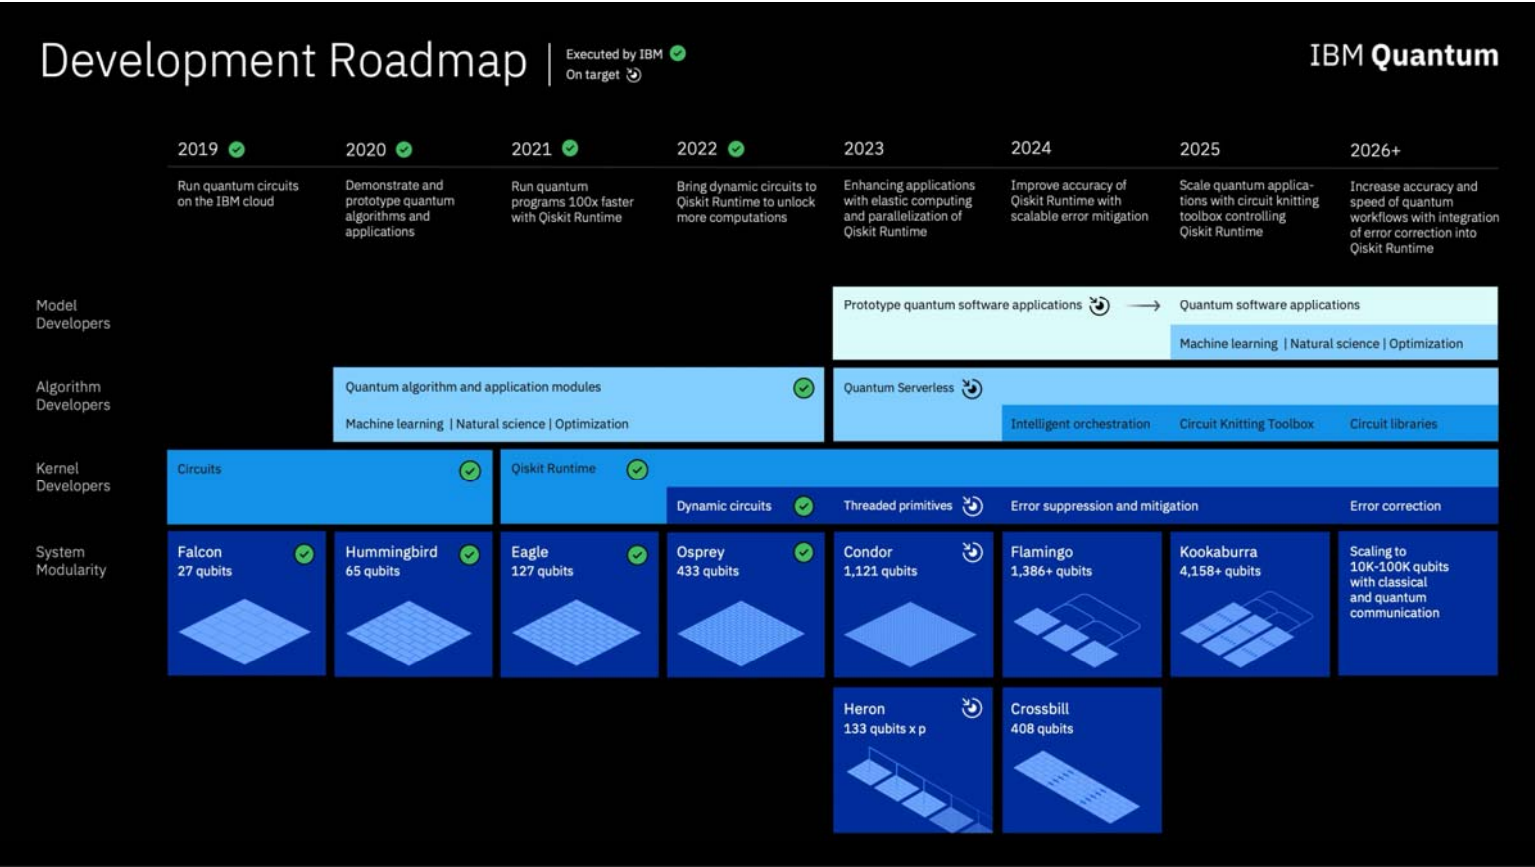 Development Roadmap
Executed by IBM
On target
IBM Quantum
2019
Run quantum circuits
on the IBM cloud
2020
Demonstrate and
prototype quantum
algorithms and
applications
2021
Run quantum
programs 100x faster
with Qiskit Runtime
2022
Bring dynamic circuits to
Qiskit Runtime to unlock
more computations
2023
Enhancing applications
with elastic computing
and parallelization of
Qiskit Runtime
2024
Improve accuracy of
Qiskit Runtime with
scalable error mitigation
2025
Scale quantum applica-
tions with circuit knitting
toolbox controlling
Qiskit Runtime
2026+
Increase accuracy and
speed of quantum
workflows with integration
of error correction into
Qiskit Runtime
Model
Developers
Prototype quantum software applications
Quantum software applications
Machine learning | Natural science | Optimization
Algorithm
Developers
Quantum algorithm and application modules
Machine learning | Natural science | Optimization
Quantum Serverless
Intelligent orchestration
Circuit Knitting Toolbox
Circuit libraries
Kernel
Developers
Circuits
Qiskit Runtime
Dynamic circuits
Threaded primitives
Error suppression and mitigation
Error correction
System
Modularity
Falcon
27 qubits
Hummingbird
65 qubits
Eagle
127 qubits
Osprey
433 qubits
Condor
1,121 qubits
Flamingo
1,386+ qubits
Kookaburra
4,158+ qubits
Scaling to
10K-100K qubits
with classical
and quantum
communication
Heron
133 qubits x p
Crossbill
408 qubits